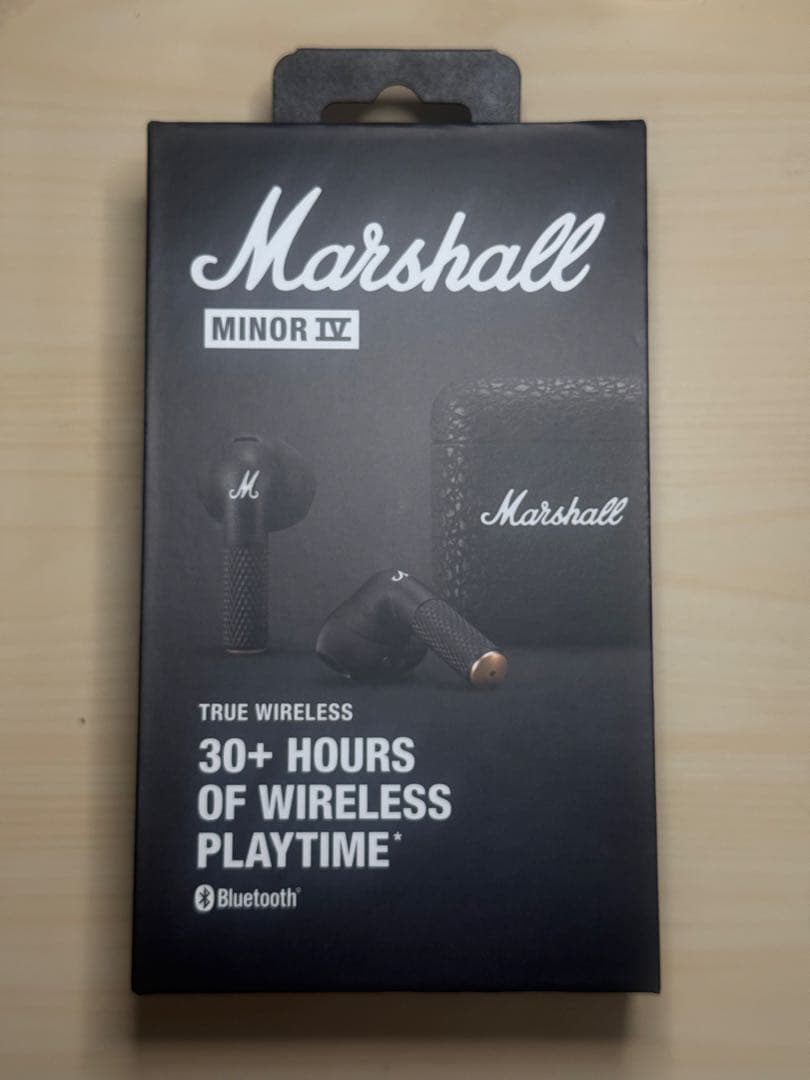 Marshall
MINOR IV
M
Marshall
TRUE WIRELESS
30+ HOURS
OF WIRELESS
PLAYTIME*
Bluetooth®